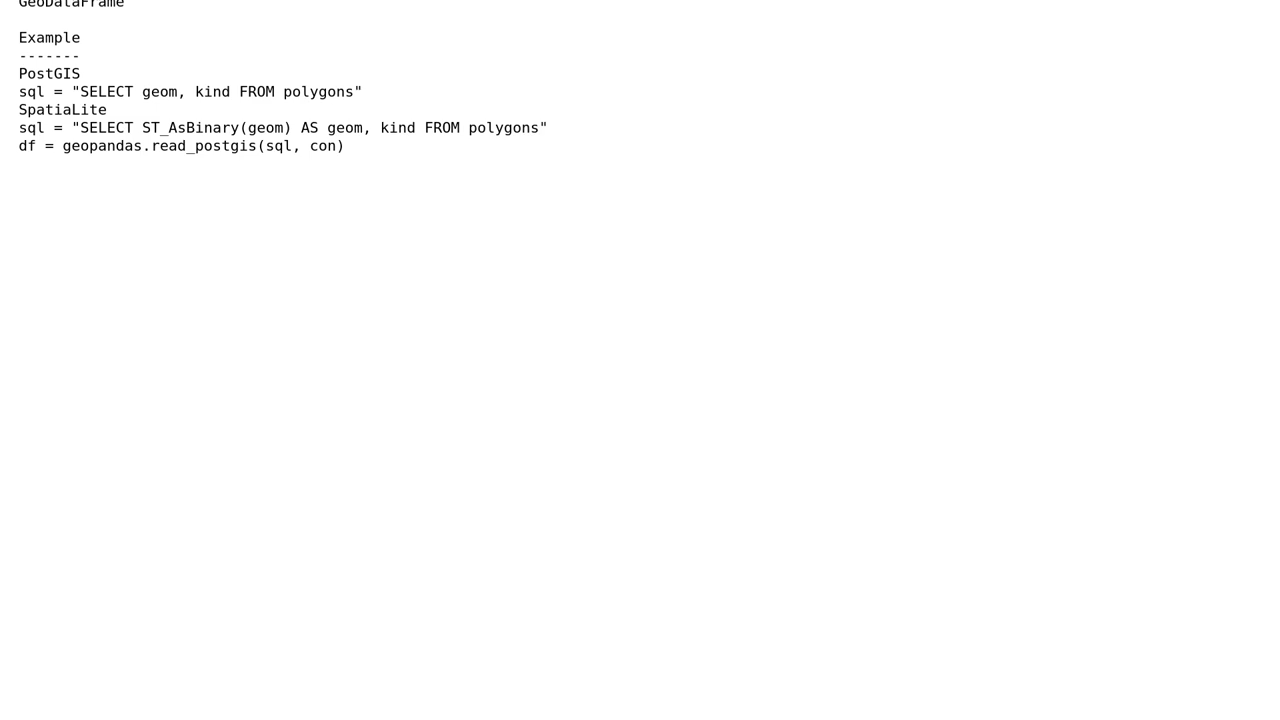 GeoDataFrame

Example
-------
PostGIS
sql = "SELECT geom, kind FROM polygons"
SpatiaLite
sql = "SELECT ST_AsBinary(geom) AS geom, kind FROM polygons"
df = geopandas.read_postgis(sql, con)